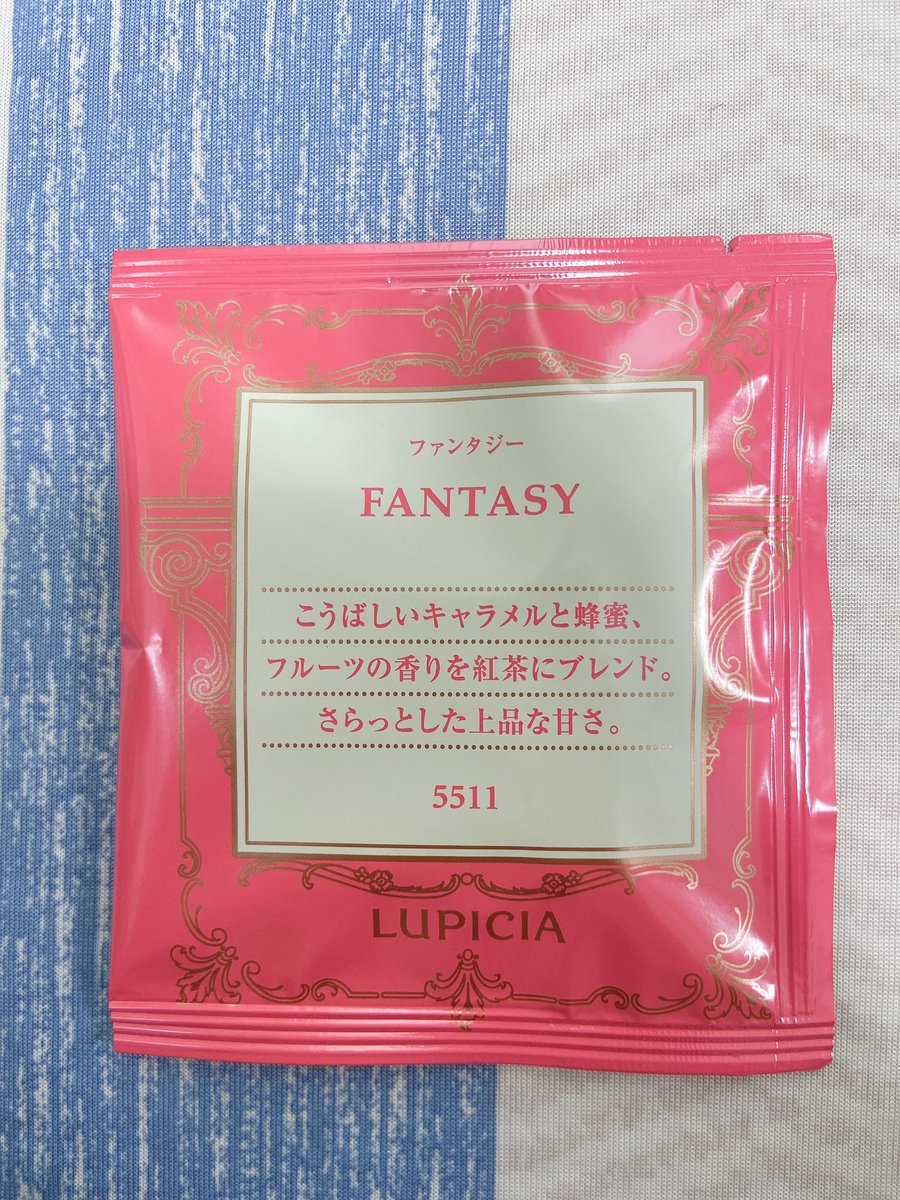 ファンタジー
FANTASY
こうばしいキャラメルと蜂蜜、
フルーツの香りを紅茶にブレンド。
さらっとした上品な甘さ。
5511
LUPICIA